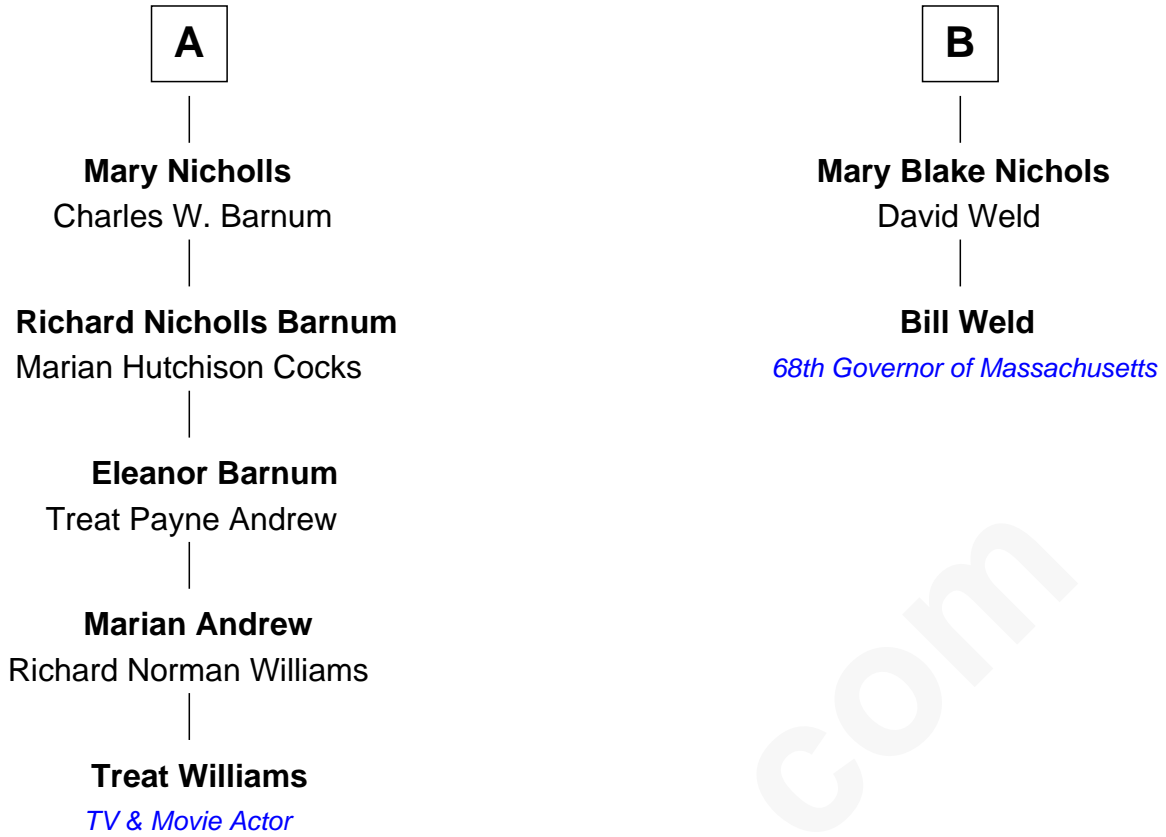 A
Mary Nicholls
Charles W. Barnum
Richard Nicholls Barnum
Marian Hutchison Cocks
Eleanor Barnum
Treat Payne Andrew
Marian Andrew
Richard Norman Williams
Treat Williams
TV & Movie Actor
B
Mary Blake Nichols
David Weld
Bill Weld
68th Governor of Massachusetts
com